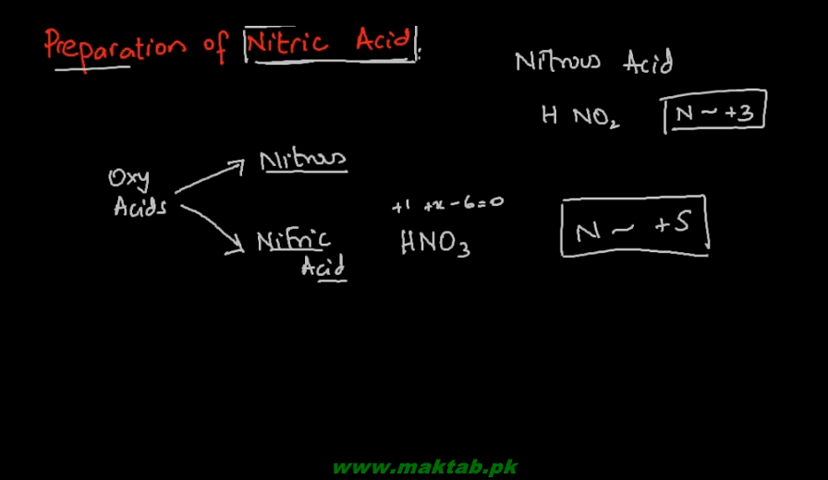 Preparation of Nitric Acid.
Nitrous Acid
H NO₂ N ~ +3
Oxy Acids
Nitrous
+1 +x - 6 = 0
Nitric Acid
HNO₃
N ~ +5
www.maktab.pk